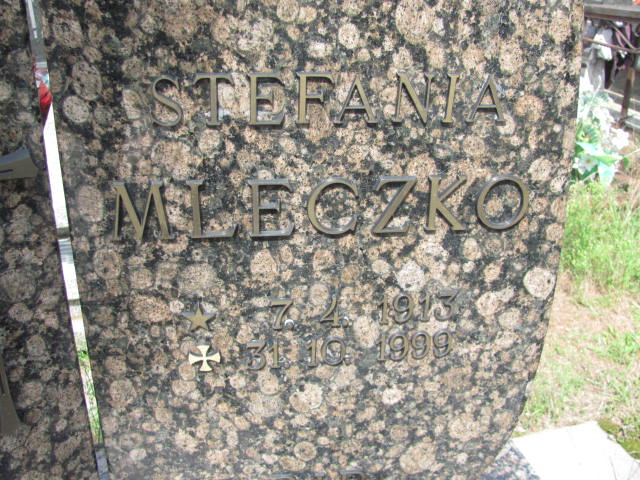 STEFANIA
MLECZKO
7. 4. 1913
31. 10. 1999